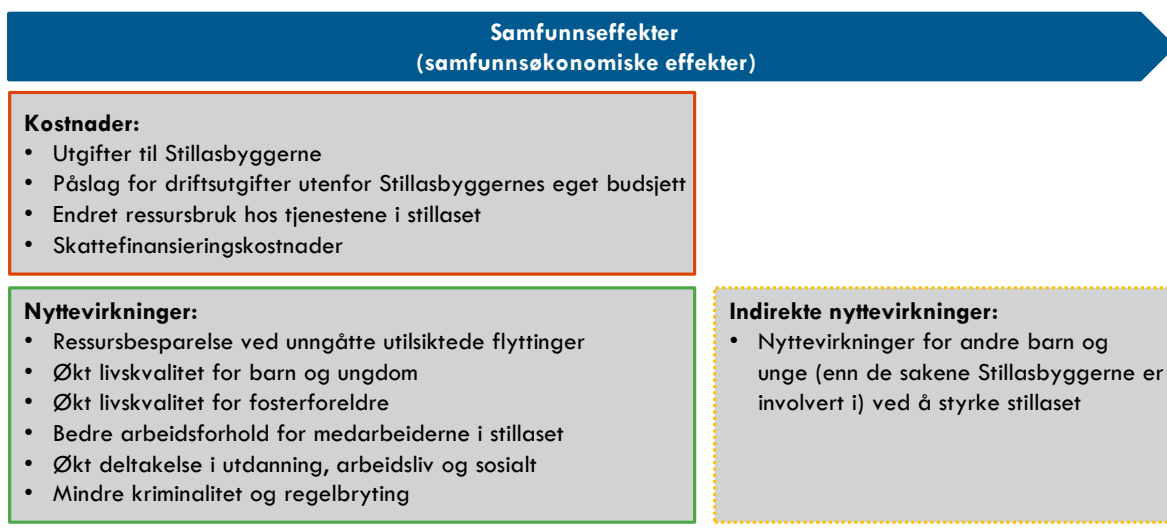 Samfunnseffekter
(samfunnsøkonomiske effekter)
Kostnader:
• Utgifter til Stillasbyggerne
• Påslag for driftsutgifter utenfor Stillasbyggernes eget budsjett
• Endret ressursbruk hos tjenestene i stillaset
• Skattefinansieringskostnader
Nyttevirkninger:
• Ressursbesparelse ved unngåtte utilsiktede flyttinger
• Økt livskvalitet for barn og ungdom
• Økt livskvalitet for fosterforeldre
• Bedre arbeidsforhold for medarbeiderne i stillaset
• Økt deltakelse i utdanning, arbeidsliv og sosialt
• Mindre kriminalitet og regelbryting
Indirekte nyttevirkninger:
• Nyttevirkninger for andre barn og
unge (enn de sakene Stillasbyggerne er
involvert i) ved å styrke stillaset